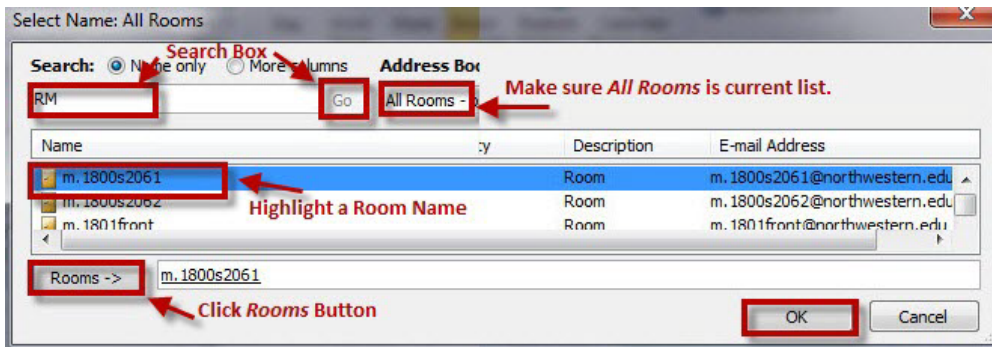 Select Name: All Rooms
Search Box
Search: Name only More columns Address Boo
Make sure All Rooms is current list.
RM Go All Rooms -
Name Description E-mail Address
m.1800s2061 Room m.1800s2061@northwestern.edu
m.1800s2062 Room m.1800s2062@northwestern.edu
Highlight a Room Name
m.1801front Room m.1801front@northwestern.edu
Rooms -> m.1800s2061
Click Rooms Button
OK Cancel